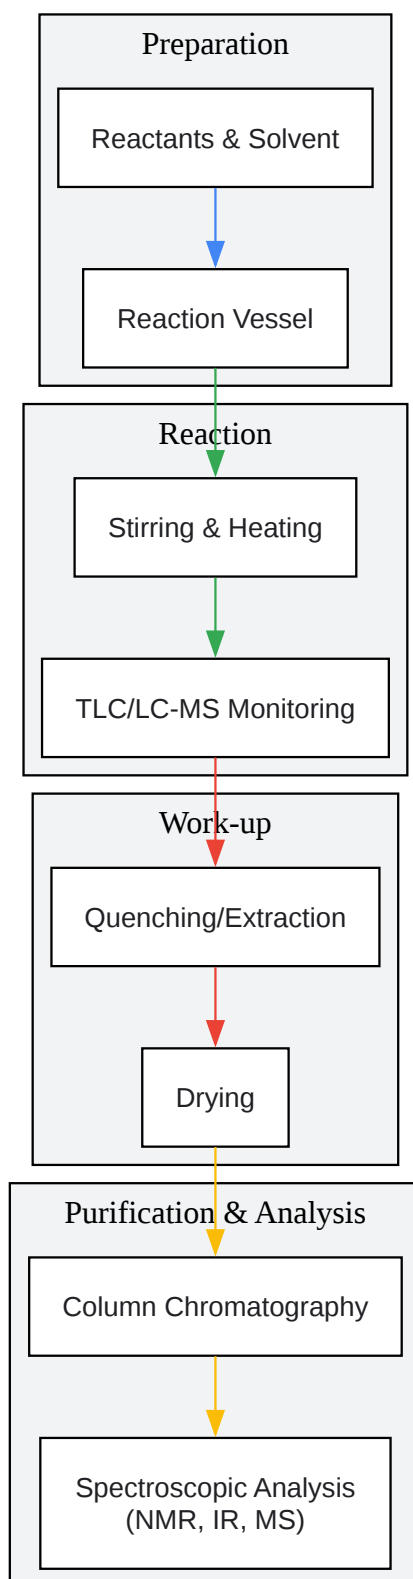 Preparation
Reactants & Solvent
Reaction Vessel
Reaction
Stirring & Heating
TLC/LC-MS Monitoring
Work-up
Quenching/Extraction
Drying
Purification & Analysis
Column Chromatography
Spectroscopic Analysis
(NMR, IR, MS)